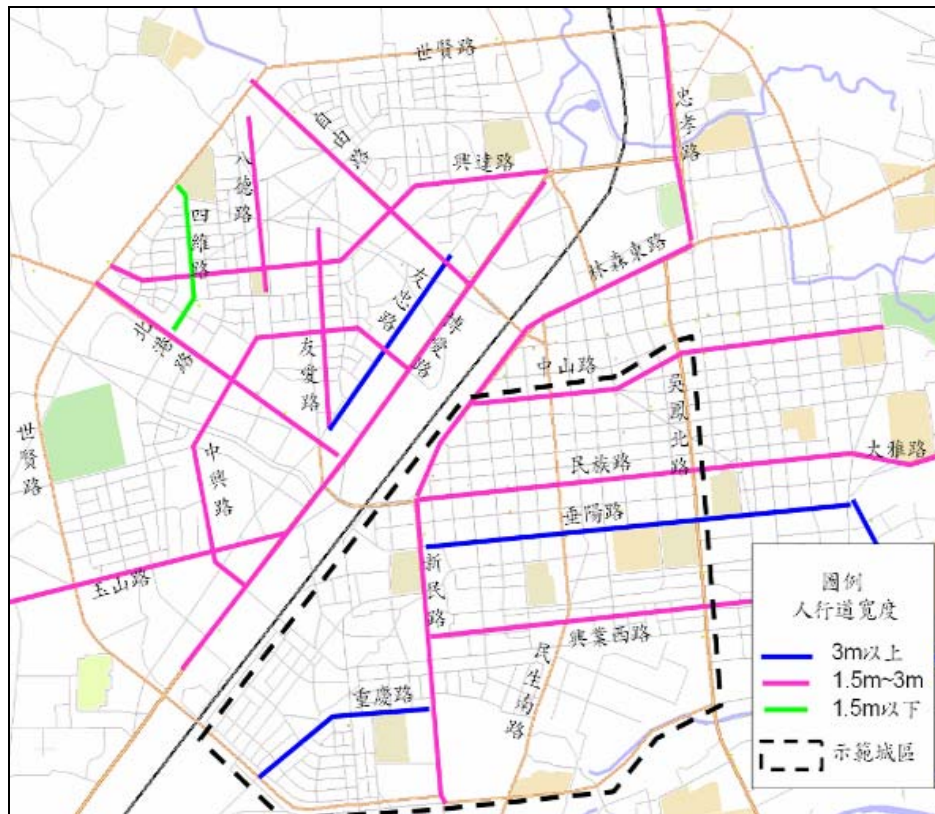 世賢路
忠孝路
自由路
八德路
興達路
四維路
林森東路
友忠路
博愛路
北港路
友愛路
中山路
吳鳳北路
世賢路
中興路
民族路
大雅路
垂陽路
玉山路
新民路
興業西路
民生南路
重慶路
圖例
人行道寬度
3m以上
1.5m~3m
1.5m以下
示範城區